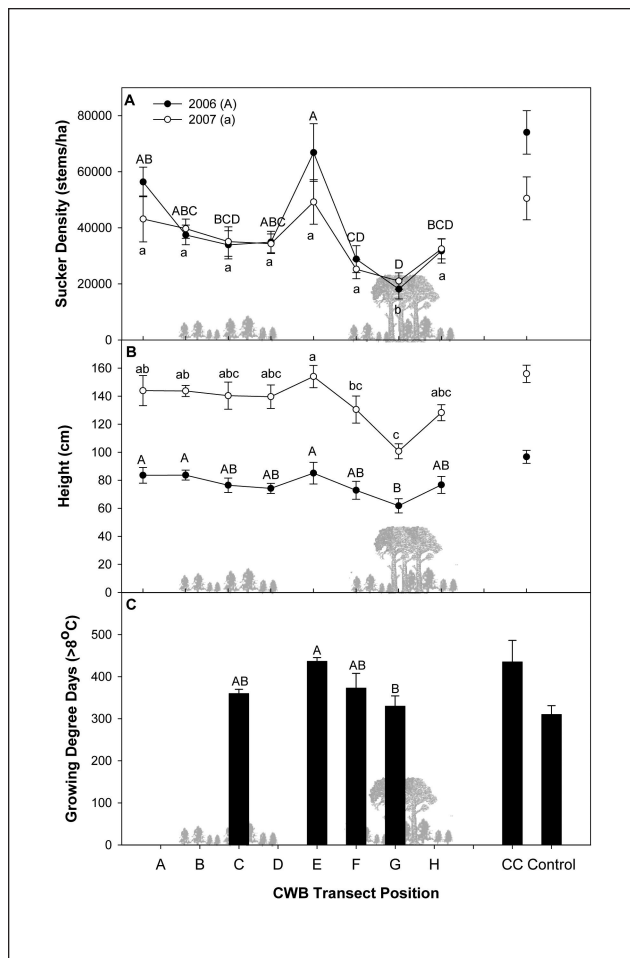 A
2006 (A)
2007 (a)
Sucker Density (stems/ha)
80000
60000
40000
20000
0
AB ABC BCD ABC A CD D BCD
a a a a a a b a
B
Height (cm)
160
140
120
100
80
60
40
20
0
ab ab abc abc a bc c abc
A A AB AB A AB B AB
C
Growing Degree Days (>8°C)
500
400
300
200
100
0
AB A AB B
A B C D E F G H CC Control
CWB Transect Position